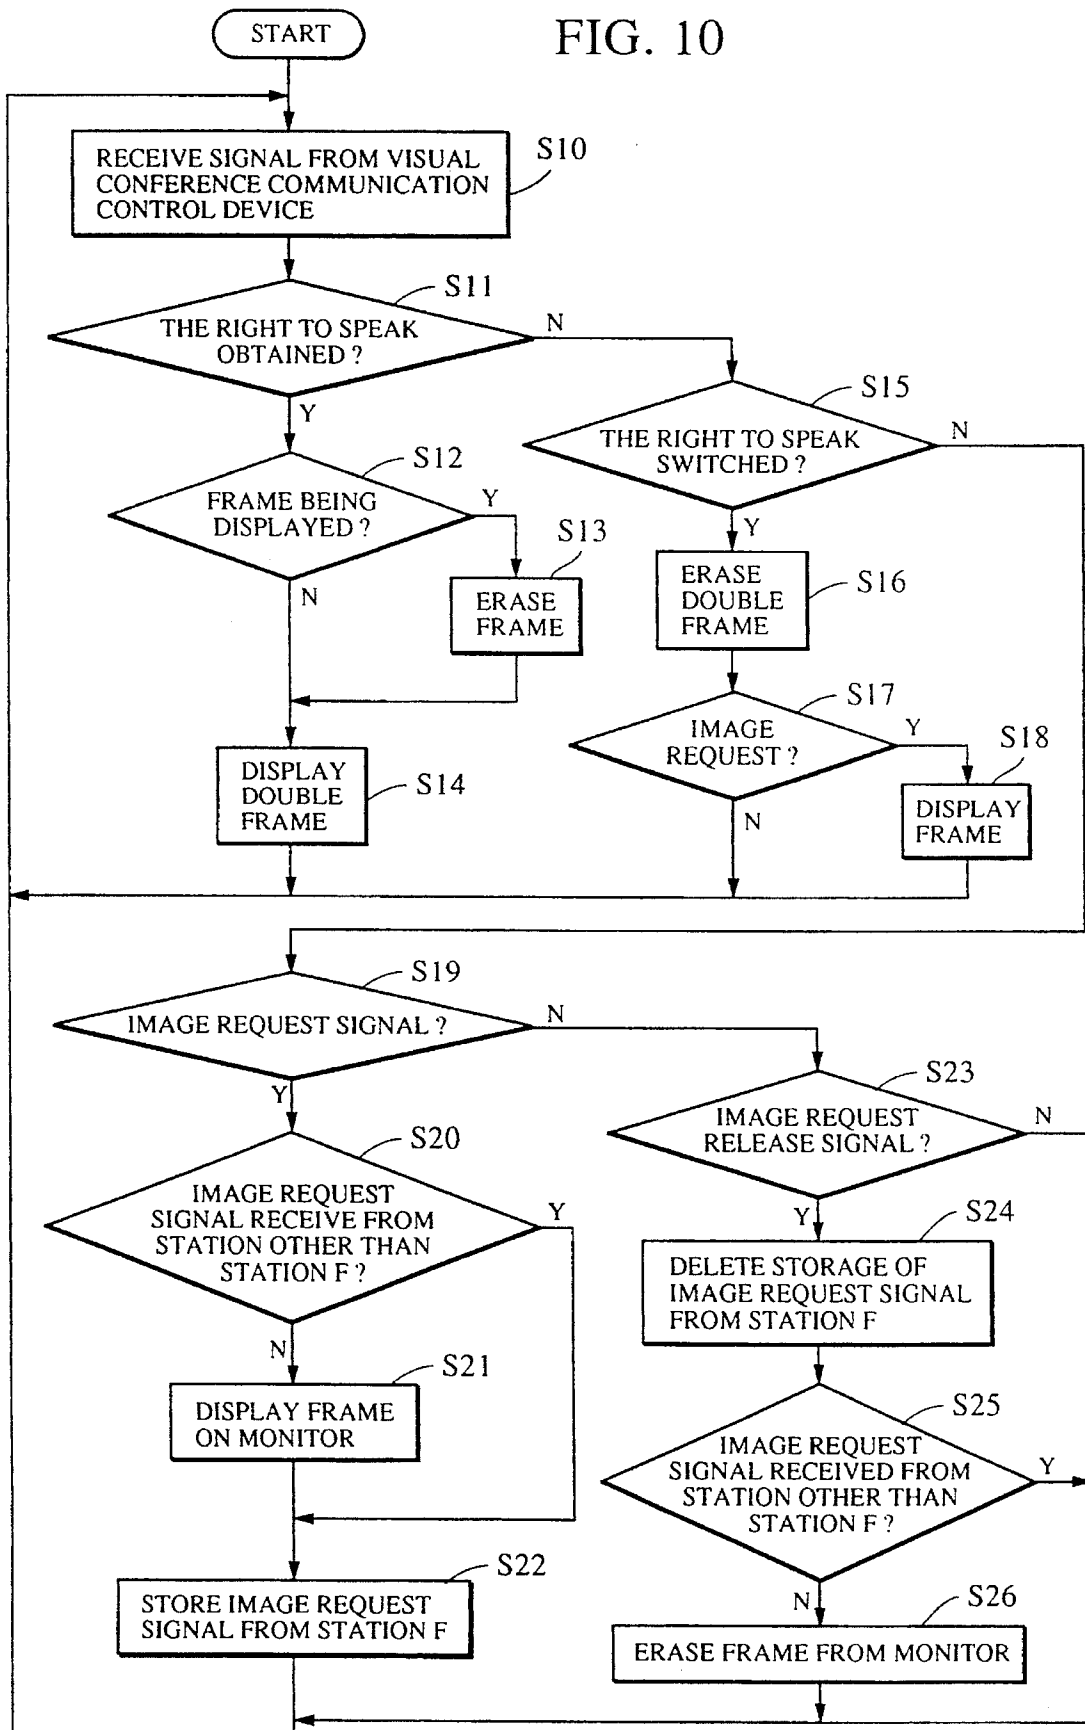 START
FIG. 10
RECEIVE SIGNAL FROM VISUAL
CONFERENCE COMMUNICATION
CONTROL DEVICE
S10
S11
THE RIGHT TO SPEAK
OBTAINED ?
N
Y
S15
THE RIGHT TO SPEAK
SWITCHED ?
N
Y
S12
FRAME BEING
DISPLAYED ?
Y
N
S13
ERASE
FRAME
ERASE
DOUBLE
FRAME
S16
S17
IMAGE
REQUEST ?
Y
N
S18
DISPLAY
FRAME
DISPLAY
DOUBLE
FRAME
S14
S19
IMAGE REQUEST SIGNAL ?
N
Y
S23
IMAGE REQUEST
RELEASE SIGNAL ?
N
Y
S20
IMAGE REQUEST
SIGNAL RECEIVE FROM
STATION OTHER THAN
STATION F ?
Y
N
S24
DELETE STORAGE OF
IMAGE REQUEST SIGNAL
FROM STATION F
S21
DISPLAY FRAME
ON MONITOR
S25
IMAGE REQUEST
SIGNAL RECEIVED FROM
STATION OTHER THAN
STATION F ?
Y
N
S22
STORE IMAGE REQUEST
SIGNAL FROM STATION F
S26
ERASE FRAME FROM MONITOR